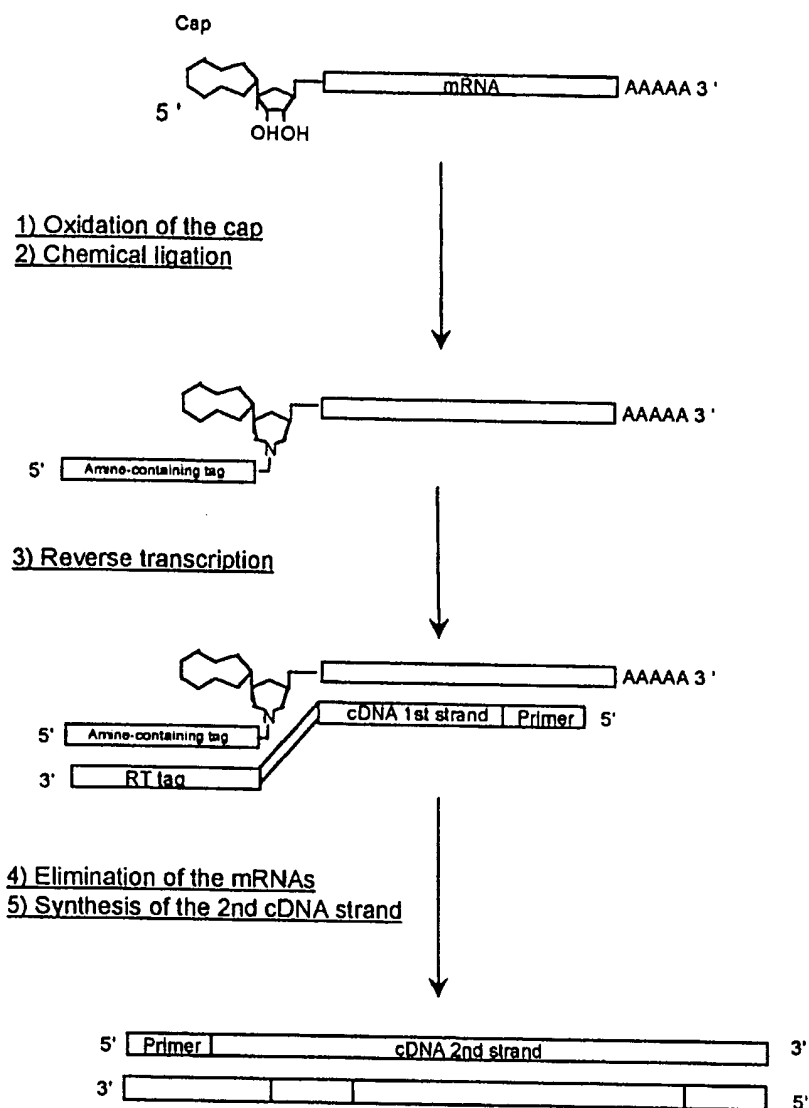 Cap
mRNA AAAAA 3 '
5 '
OHOH
1) Oxidation of the cap
2) Chemical ligation
AAAAA 3 '
5' Amine-containing tag
N
3) Reverse transcription
AAAAA 3 '
N
cDNA 1st strand Primer 5'
5' Amine-containing tag
3' RT tag
4) Elimination of the mRNAs
5) Synthesis of the 2nd cDNA strand
5' Primer cDNA 2nd strand 3'
3' 5'